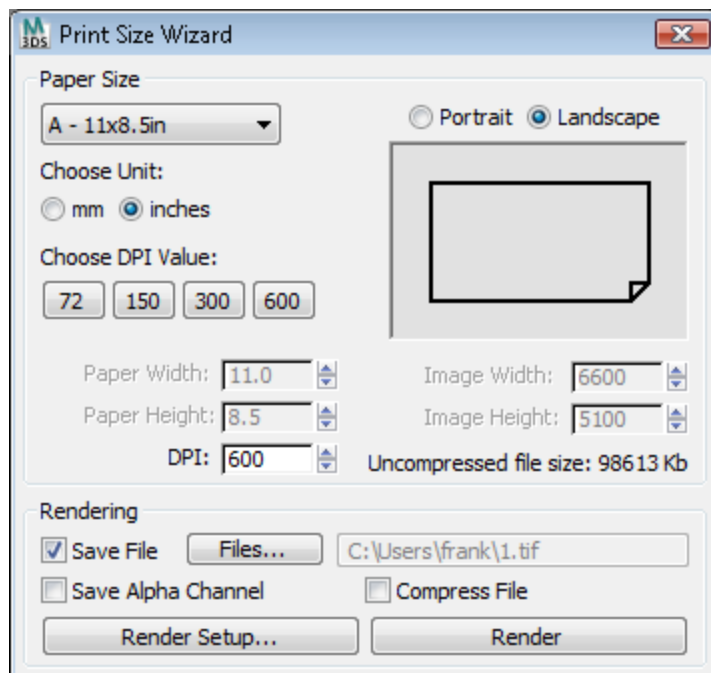 M
3DS Print Size Wizard
Paper Size
A - 11x8.5in
Portrait Landscape
Choose Unit:
mm inches
Choose DPI Value:
72 150 300 600
Paper Width: 11.0 Image Width: 6600
Paper Height: 8.5 Image Height: 5100
DPI: 600 Uncompressed file size: 98613 Kb
Rendering
Save File Files... C:\Users\frank\1.tif
Save Alpha Channel Compress File
Render Setup... Render